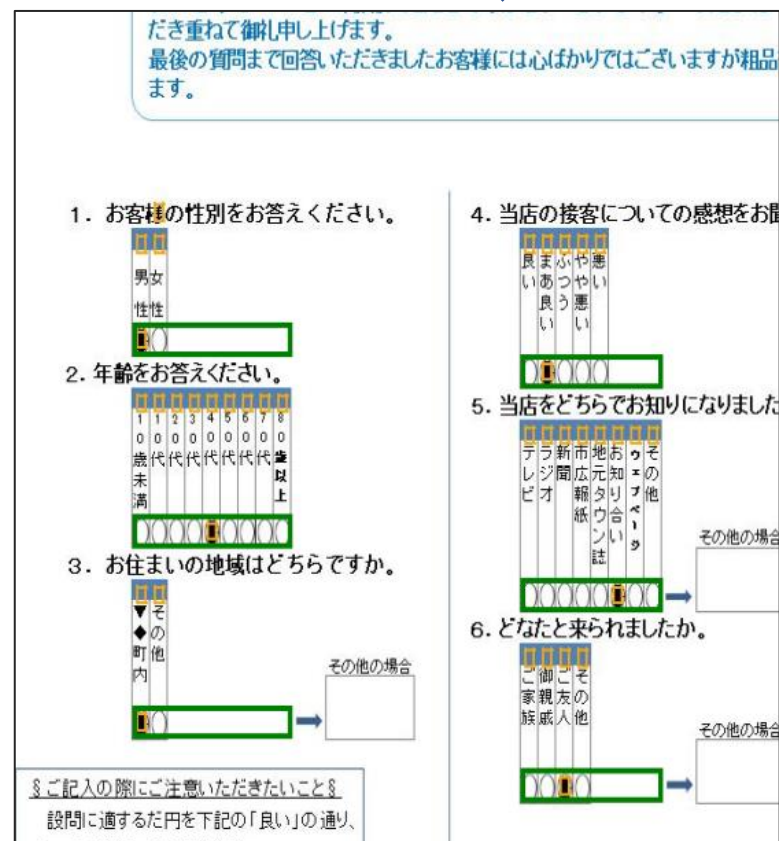 だき重ねて御礼申し上げます。
最後の質問まで回答いただきましたお客様には心ばかりではございますが粗品
ます。
1. お客様の性別をお答えください。
男性
女性
2. 年齢をお答えください。
10歳未満
10代
20代
30代
40代
50代
60代
70代
80歳以上
3. お住まいの地域はどちらですか。
▼◆町内
その他
その他の場合
§ご記入の際にご注意いただきたいこと§
設問に適するだ円を下記の「良い」の通り、
4. 当店の接客についての感想をお聞
良い
まあ良い
ふつう
やや悪い
悪い
5. 当店をどちらでお知りになりました
テレビ
ラジオ
新聞
市広報紙
地元タウン誌
お知り合い
ウェブページ
その他
その他の場合
6. どなたと来られましたか。
ご家族
御親戚
ご友人
その他
その他の場合